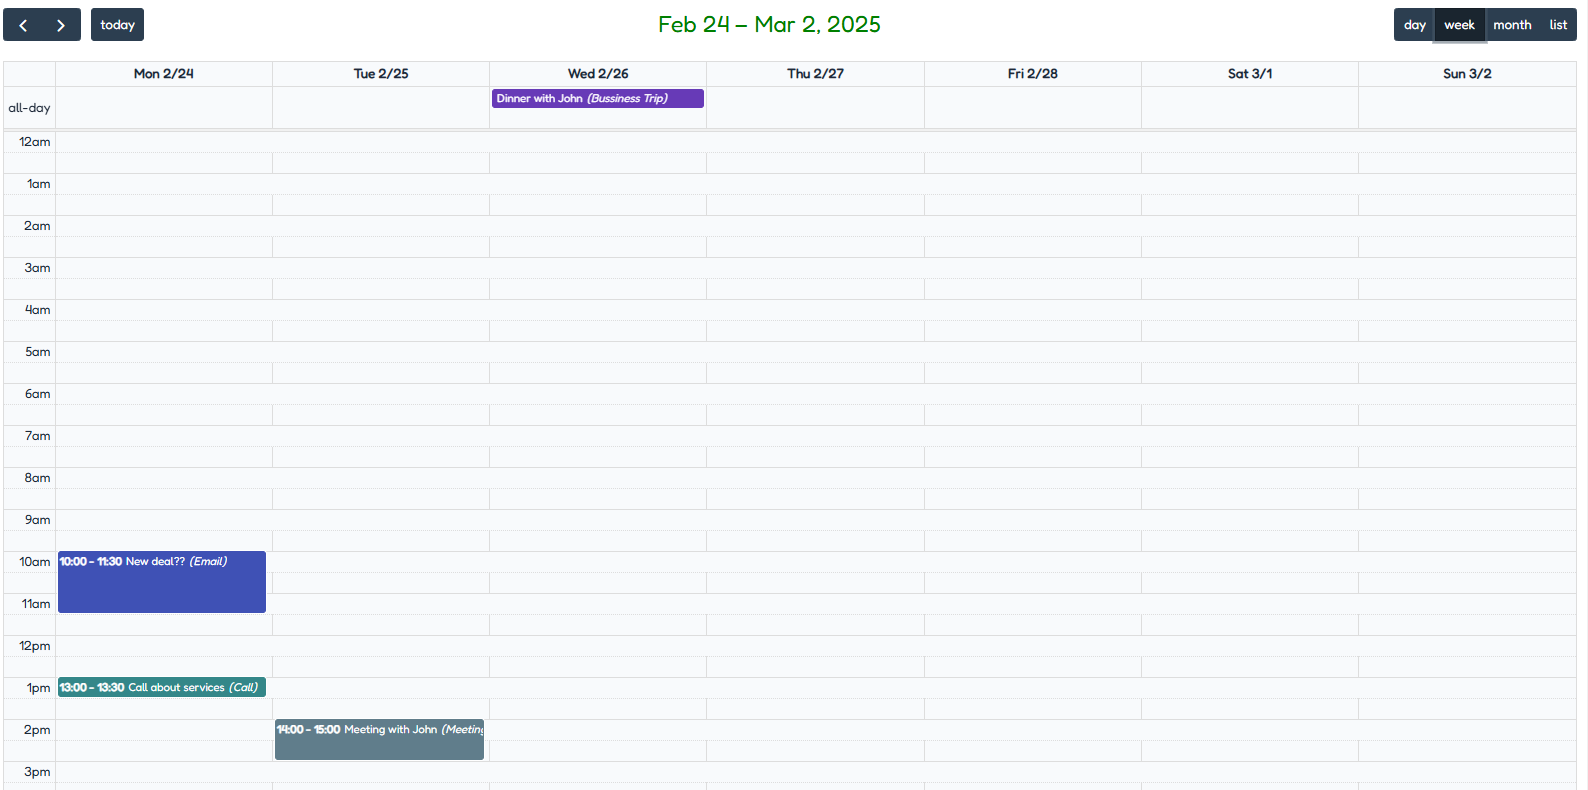 today
Feb 24 – Mar 2, 2025
day week month list
Mon 2/24 Tue 2/25 Wed 2/26 Thu 2/27 Fri 2/28 Sat 3/1 Sun 3/2
all-day Dinner with John (Bussiness Trip)
12am
1am
2am
3am
4am
5am
6am
7am
8am
9am
10am 10:00 - 11:30 New deal?? (Email)
11am
12pm
1pm 13:00 - 13:30 Call about services (Call)
2pm 14:00 - 15:00 Meeting with John (Meeting
3pm